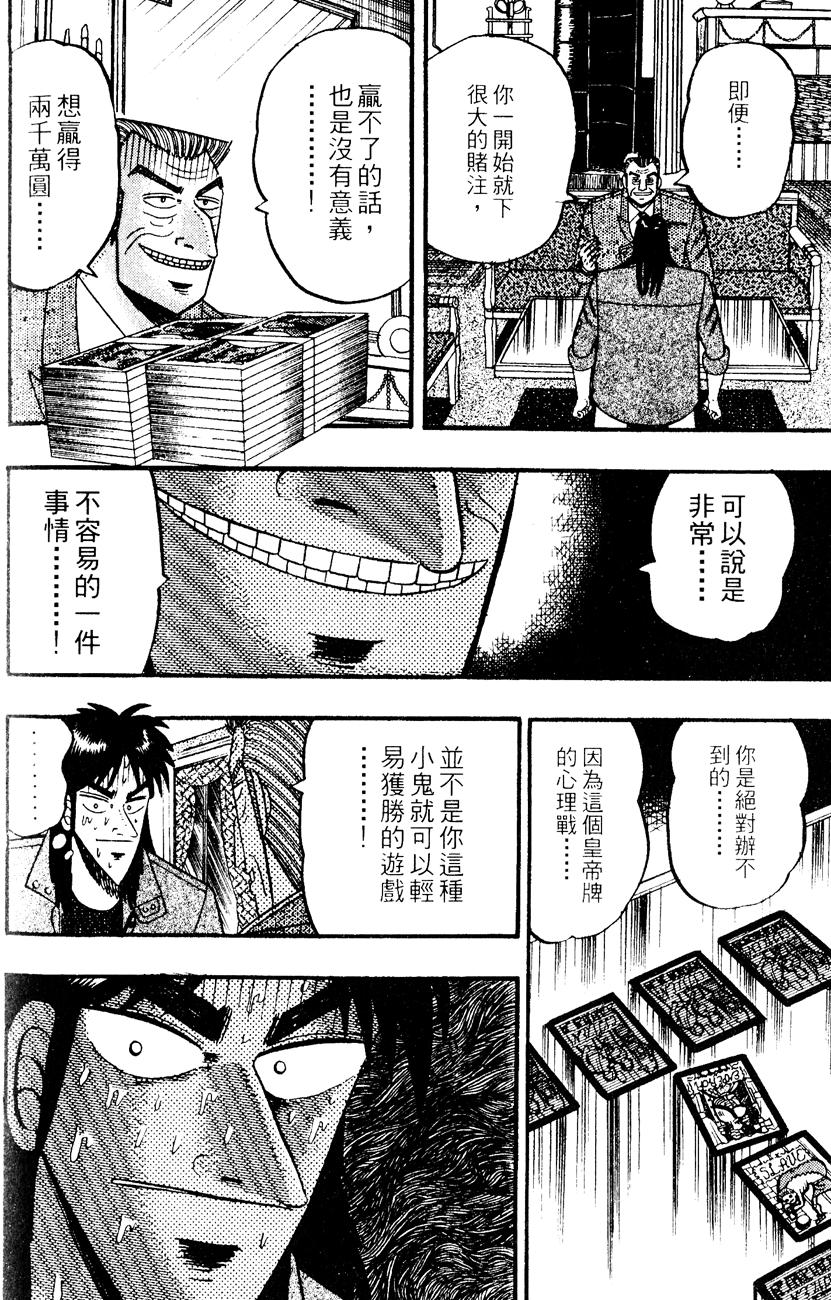 即便……
你一開始就下
很大的賭注，
贏不了的話，
也是沒有意義
………！
想贏得
兩千萬圓……
可以說是
非常……
不容易的一件
事情………！
你是絕對辦不
到的………
因為這個皇帝牌
的心理戰……
並不是你這種
小鬼就可以輕
易獲勝的遊戲
………！
……